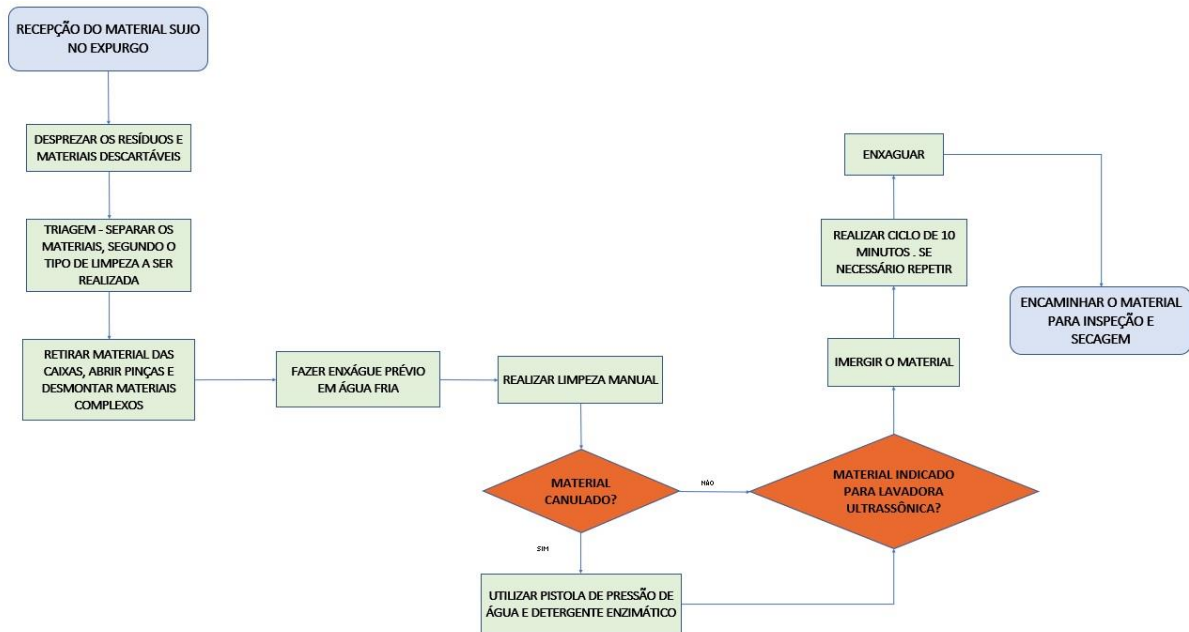 RECEPÇÃO DO MATERIAL SUJO
NO EXPURGO
DESPREZAR OS RESÍDUOS E
MATERIAIS DESCARTÁVEIS
TRIAGEM - SEPARAR OS
MATERIAIS, SEGUNDO O
TIPO DE LIMPEZA A SER
REALIZADA
RETIRAR MATERIAL DAS
CAIXAS, ABRIR PINÇAS E
DESMONTAR MATERIAIS
COMPLEXOS
FAZER ENXÁGUE PRÉVIO
EM ÁGUA FRIA
REALIZAR LIMPEZA MANUAL
MATERIAL
CANULADO?
NÃO
SIM
UTILIZAR PISTOLA DE PRESSÃO DE
ÁGUA E DETERGENTE ENZIMÁTICO
MATERIAL INDICADO
PARA LAVADORA
ULTRASSÔNICA?
IMERGIR O MATERIAL
REALIZAR CICLO DE 10
MINUTOS . SE
NECESSÁRIO REPETIR
ENXAGUAR
ENCAMINHAR O MATERIAL
PARA INSPEÇÃO E
SECAGEM